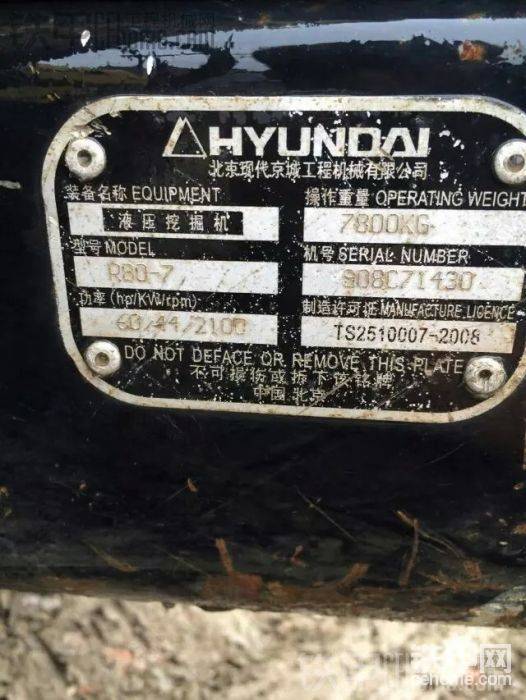 HYUNDAI
北京现代京城工程机械有限公司
装备名称 EQUIPMENT
液压挖掘机
操作重量 OPERATING WEIGHT
7800KG
型号 MODEL
R80-7
机号 SERIAL NUMBER
808C71430
功率 (hp/KW/rpm)
60/44/2100
制造许可证 MANUFACTURE LICENCE
TS2510007-2008
DO NOT DEFACE OR REMOVE THIS PLATE
不可损伤或拆下该铭牌
中国 北京
cehome.com